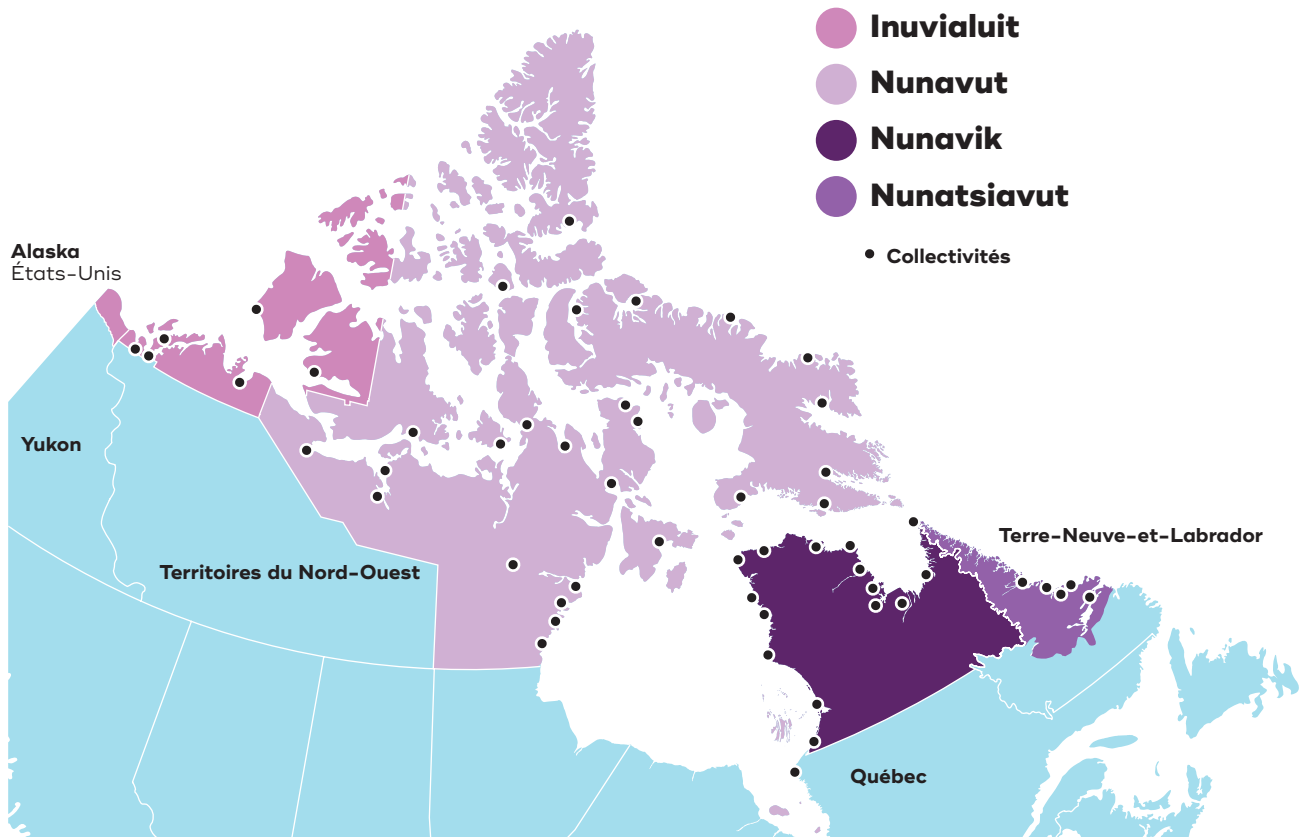 Inuvialuit
Nunavut
Nunavik
Nunatsiavut
Collectivités
Alaska
États-Unis
Yukon
Territoires du Nord-Ouest
Terre-Neuve-et-Labrador
Québec